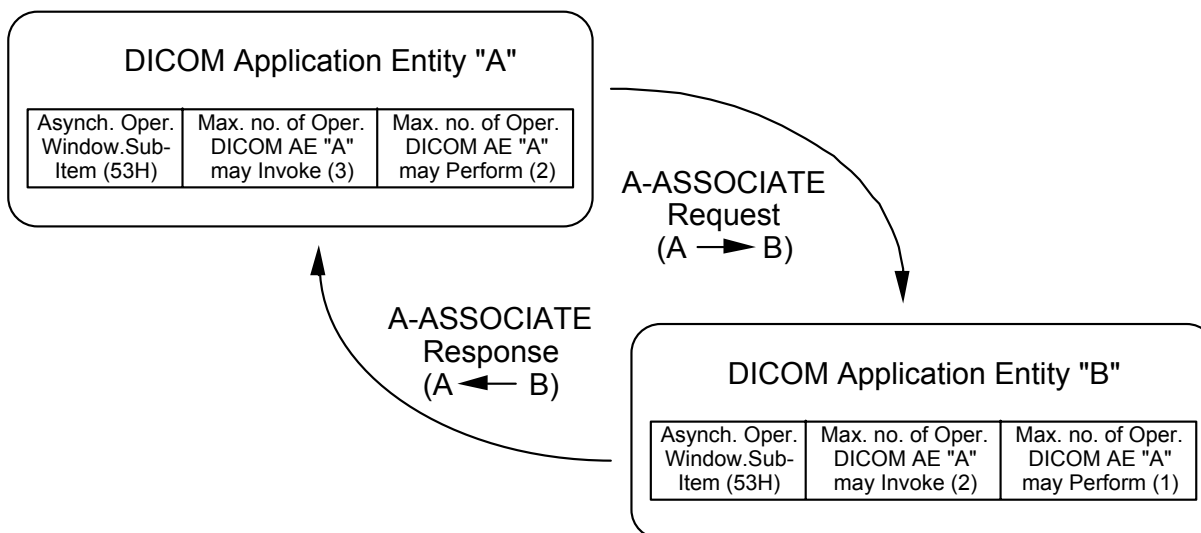 DICOM Application Entity "A"
Asynch. Oper.
Window.Sub-
Item (53H)
Max. no. of Oper.
DICOM AE "A"
may Invoke (3)
Max. no. of Oper.
DICOM AE "A"
may Perform (2)
A-ASSOCIATE
Request
(A B)
A-ASSOCIATE
Response
(A B)
DICOM Application Entity "B"
Asynch. Oper.
Window.Sub-
Item (53H)
Max. no. of Oper.
DICOM AE "A"
may Invoke (2)
Max. no. of Oper.
DICOM AE "A"
may Perform (1)